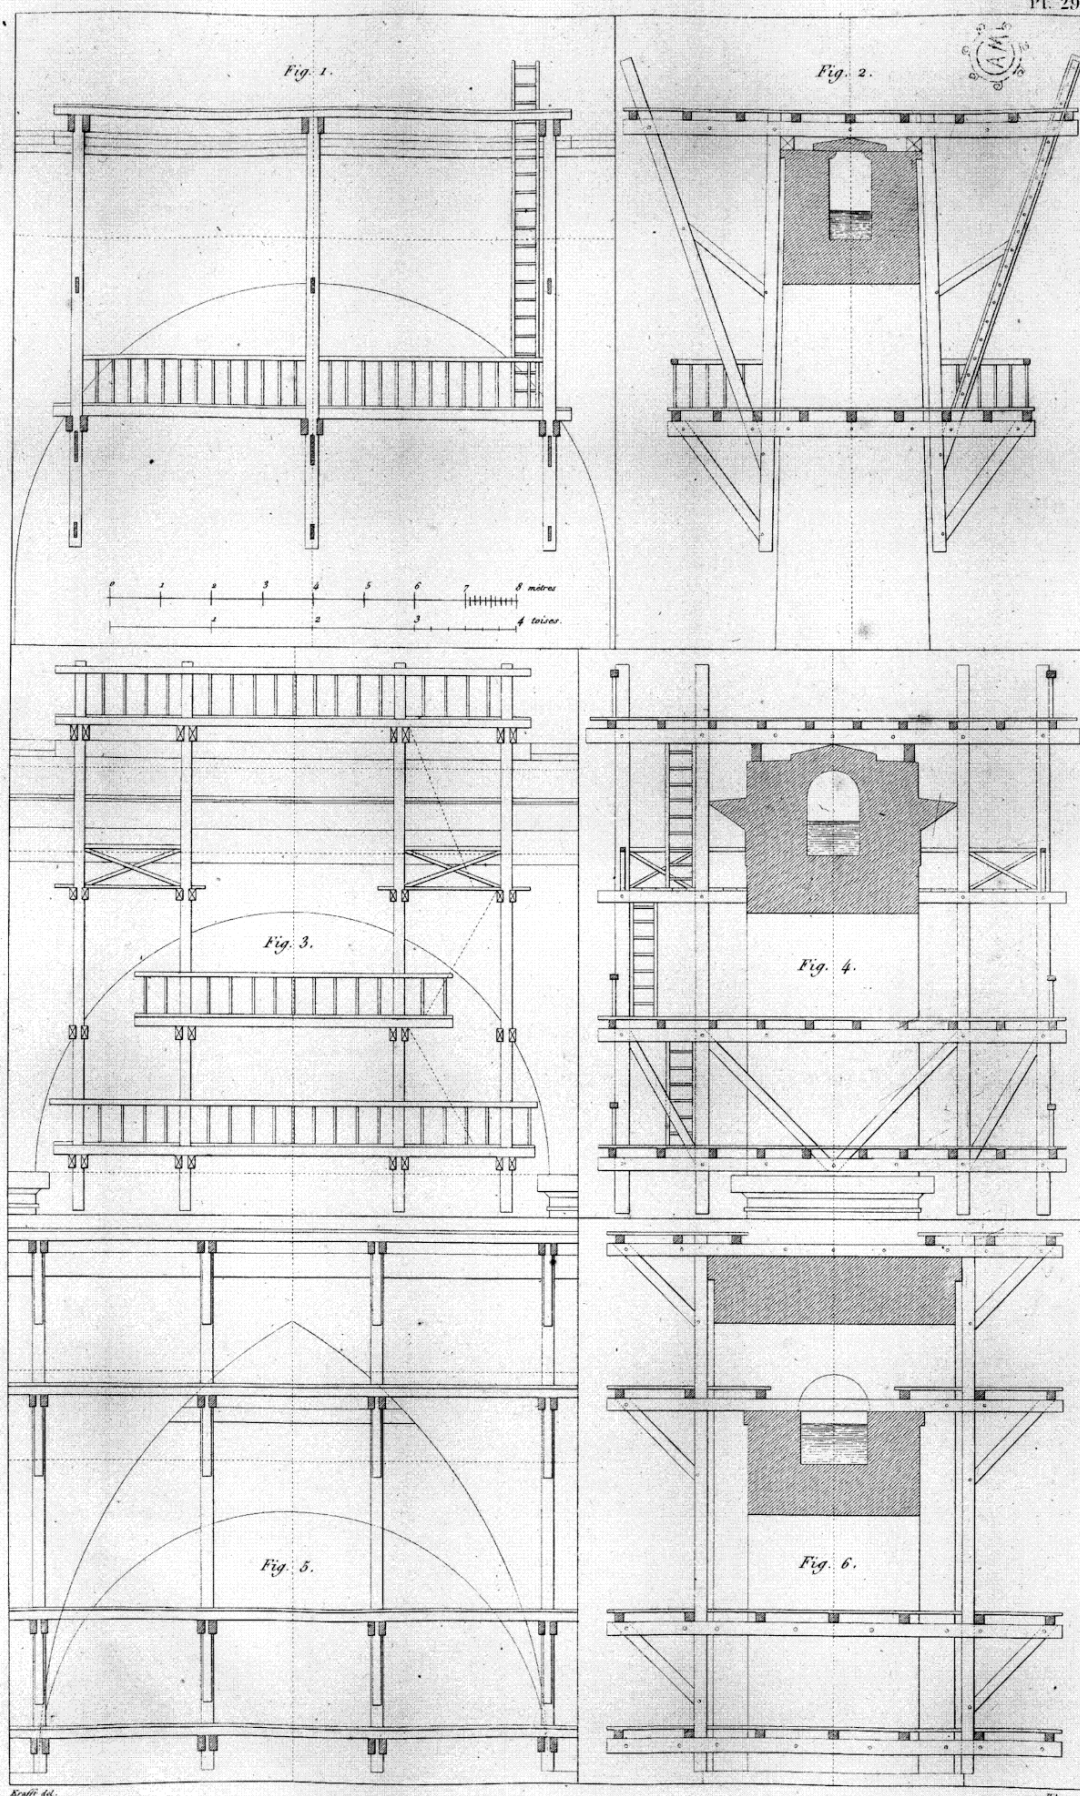 Pl. 29
Fig. 1.
Fig. 2.
AM
0 1 2 3 4 5 6 7 8 mètres
1 2 3 4 toises.
Fig. 3.
Fig. 4.
Fig. 5.
Fig. 6.
Krafft del.